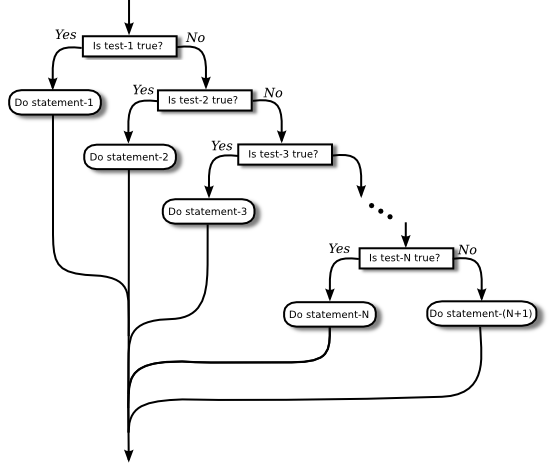 Yes
Is test-1 true?
No
Do statement-1
Yes
Is test-2 true?
No
Do statement-2
Yes
Is test-3 true?
Do statement-3
Yes
Is test-N true?
No
Do statement-N
Do statement-(N+1)